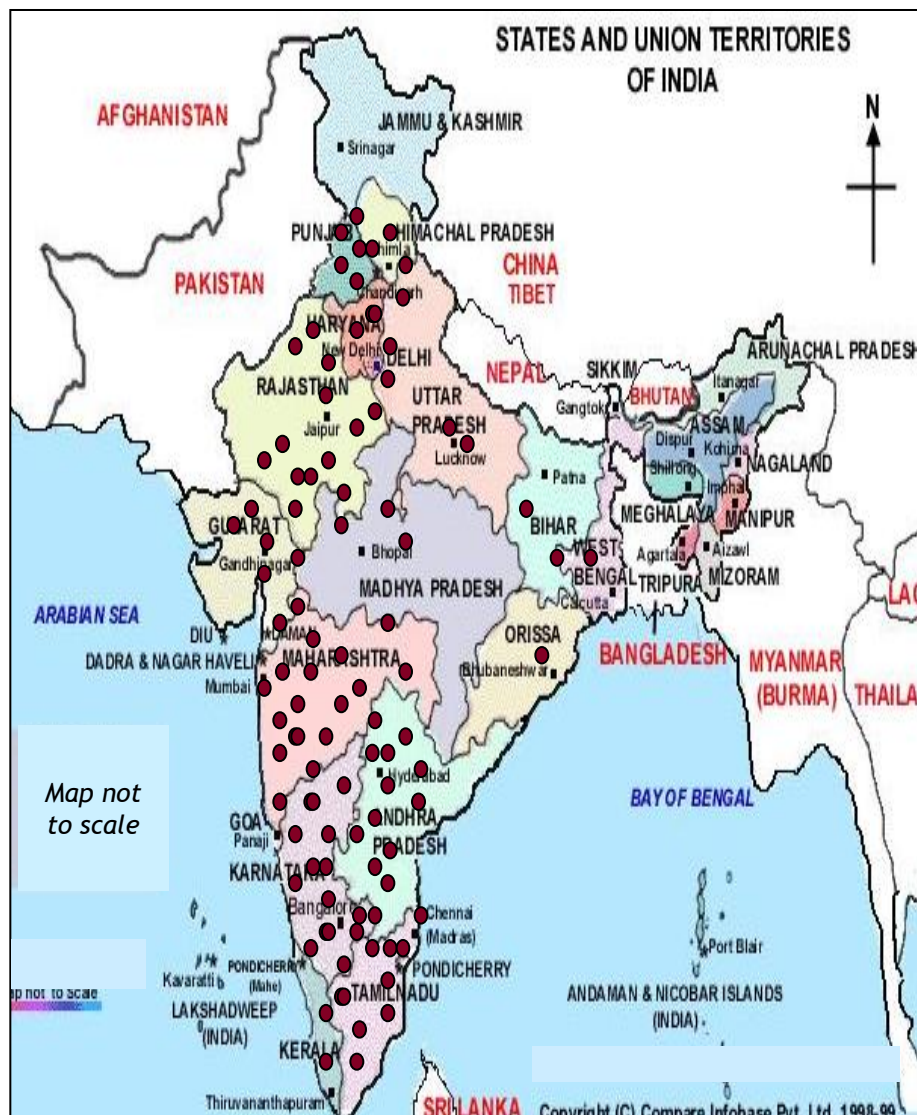 STATES AND UNION TERRITORIES
OF INDIA
N
AFGHANISTAN
JAMMU & KASHMIR
Srinagar
PUNJAB
HIMACHAL PRADESH
Shimla
PAKISTAN
Chandigarh
CHINA
TIBET
HARYANA
New Delhi
DELHI
RAJASTHAN
Jaipur
UTTAR
PRADESH
Lucknow
NEPAL
SIKKIM
Gangtok
BHUTAN
ARUNACHAL PRADESH
Itanagar
ASSAM
Dispur
Kohima
NAGALAND
Shillong
Imphal
MEGHALAYA
MANIPUR
Patna
BIHAR
GUJARAT
Gandhinagar
Bhopal
MADHYA PRADESH
WEST
BENGAL
Calcutta
Agartala
TRIPURA
Aizawl
MIZORAM
LAO
ARABIAN SEA
DIU
DAMAN
DADRA & NAGAR HAVELI
MAHARASHTRA
Mumbai
ORISSA
Bhubaneshwar
BANGLADESH
MYANMAR
(BURMA)
THAILA
Map not
to scale
Hyderabad
BAY OF BENGAL
GOA
Panaji
ANDHRA
PRADESH
KARNATAKA
Bangalore
Chennai
(Madras)
PONDICHERRY
(Mahe)
PONDICHERRY
Port Blair
Kavaratti
ap not to Scale
LAKSHADWEEP
(INDIA)
TAMILNADU
ANDAMAN & NICOBAR ISLANDS
(INDIA)
KERALA
Thiruvananthapuram
SRI LANKA
Copyright (C) Compare Infobase Pvt. Ltd. 1998-99